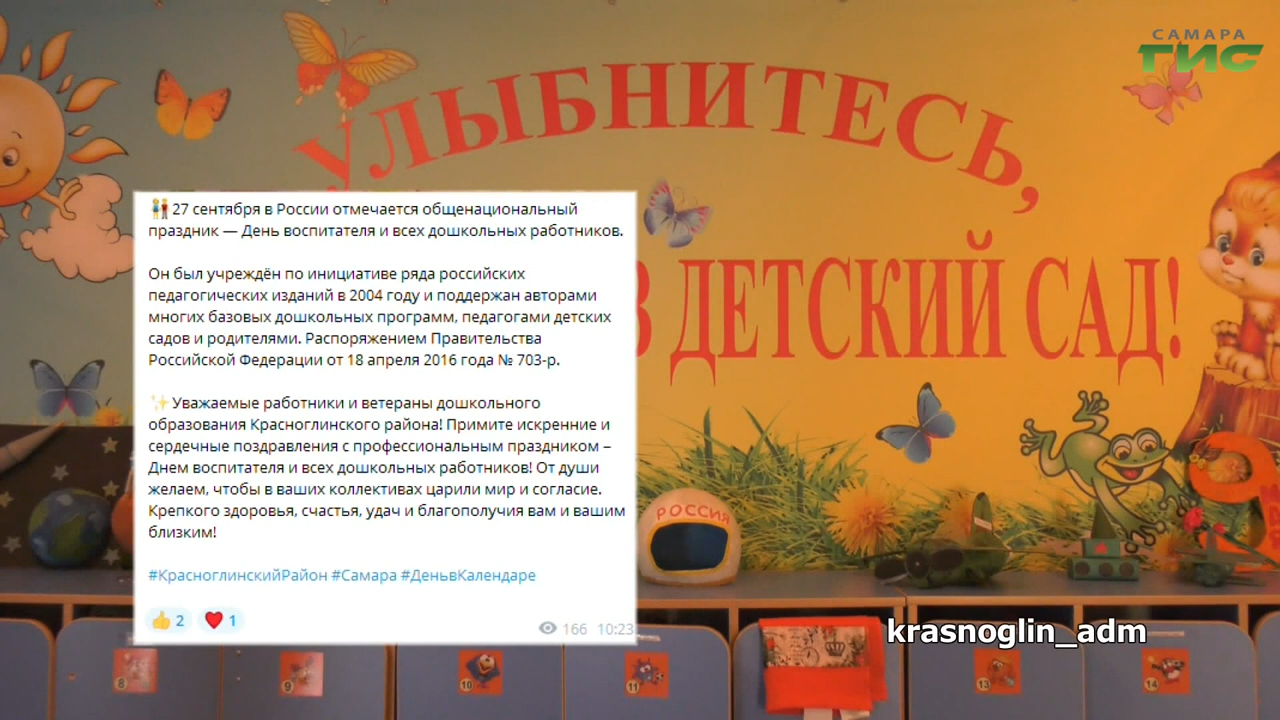 САМАРА
ГИС
УЛЫБНИТЕСЬ,
В ДЕТСКИЙ САД!
27 сентября в России отмечается общенациональный
праздник — День воспитателя и всех дошкольных работников.
Он был учреждён по инициативе ряда российских
педагогических изданий в 2004 году и поддержан авторами
многих базовых дошкольных программ, педагогами детских
садов и родителями. Распоряжением Правительства
Российской Федерации от 18 апреля 2016 года № 703-р.
✨ Уважаемые работники и ветераны дошкольного
образования Красноглинского района! Примите искренние и
сердечные поздравления с профессиональным праздником –
Днем воспитателя и всех дошкольных работников! От души
желаем, чтобы в ваших коллективах царили мир и согласие.
Крепкого здоровья, счастья, удач и благополучия вам и вашим
близким!
#КрасноглинскийРайон #Самара #ДеньвКалендаре
👍 2 ❤ 1 166 10:23
РОССИЯ
krasnoglin_adm
8
9
10
11
13
14